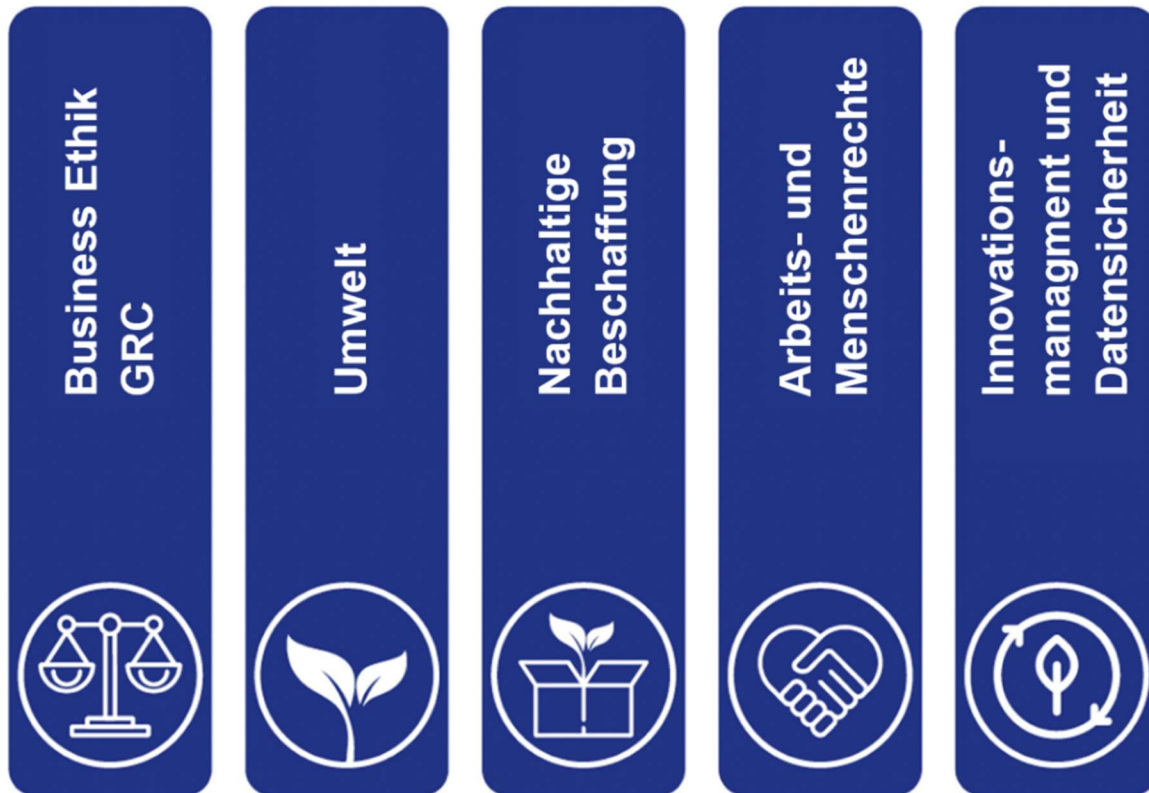 Business Ethik
GRC
Umwelt
Nachhaltige
Beschaffung
Arbeits- und
Menschenrechte
Innovations-
managment und
Datensicherheit